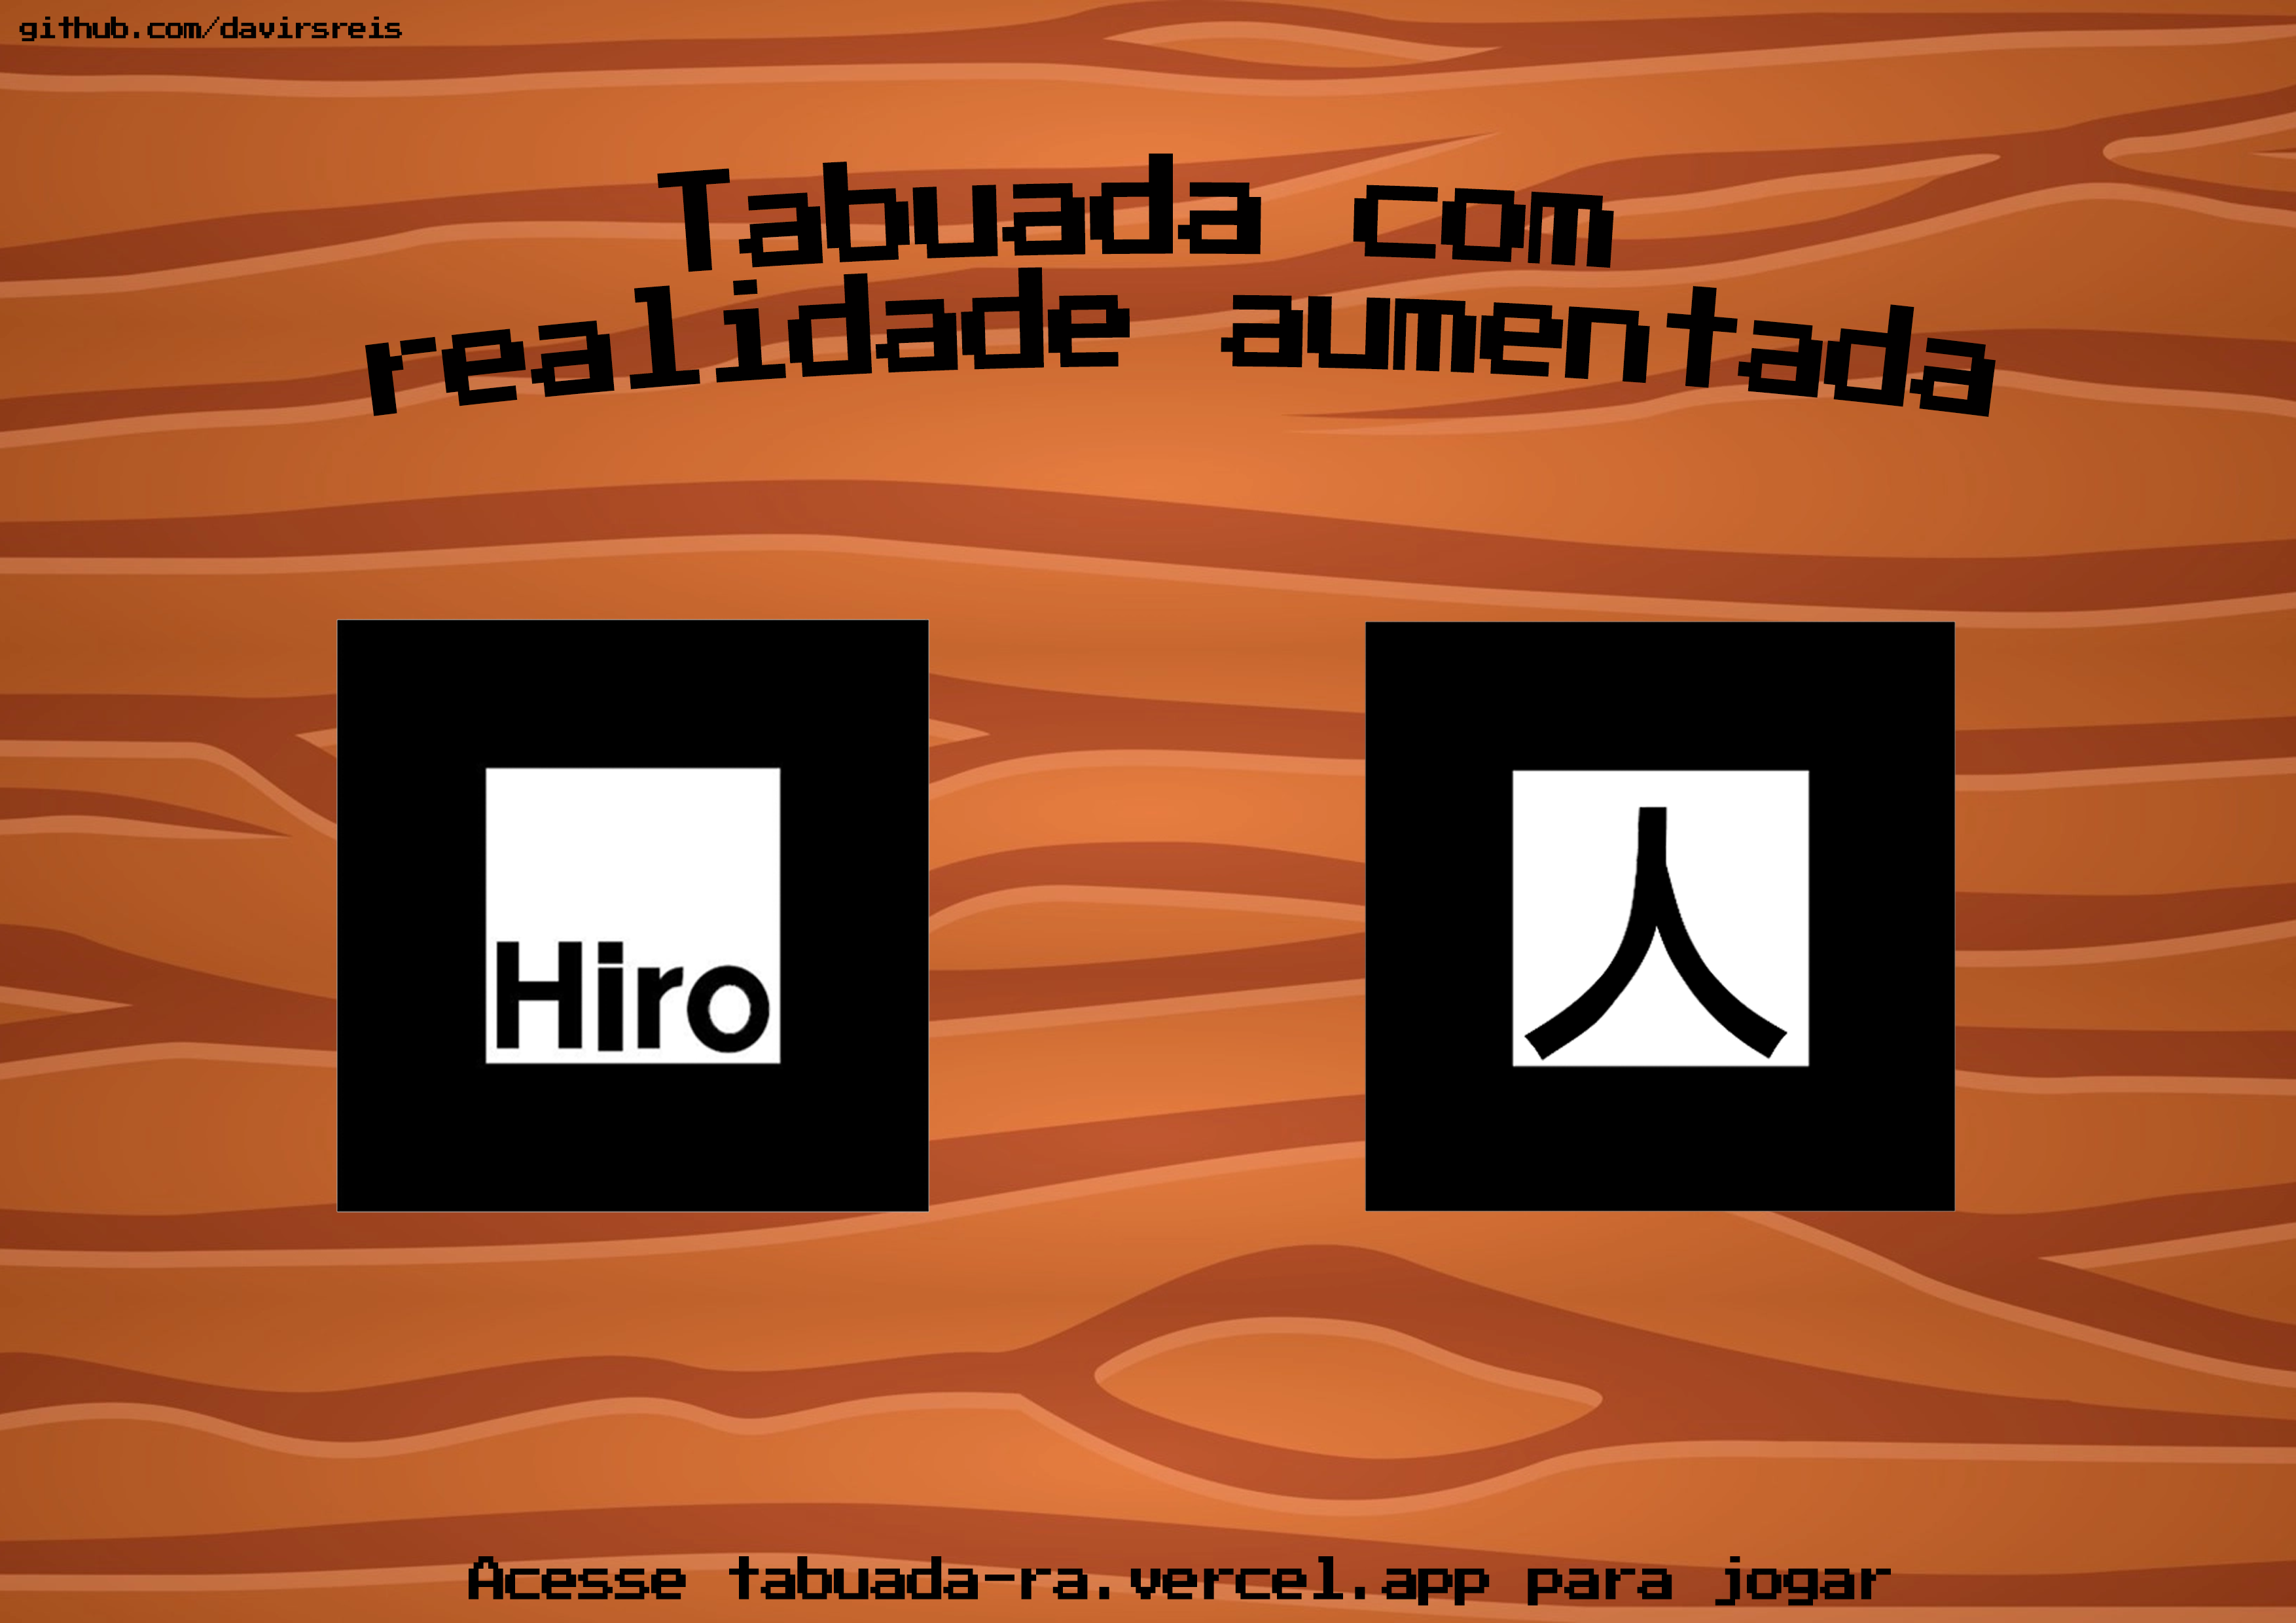 github.com/davirsreis
Tabuada com
realidade aumentada
Hiro
人
Acesse tabuada-ra.vercel.app para jogar